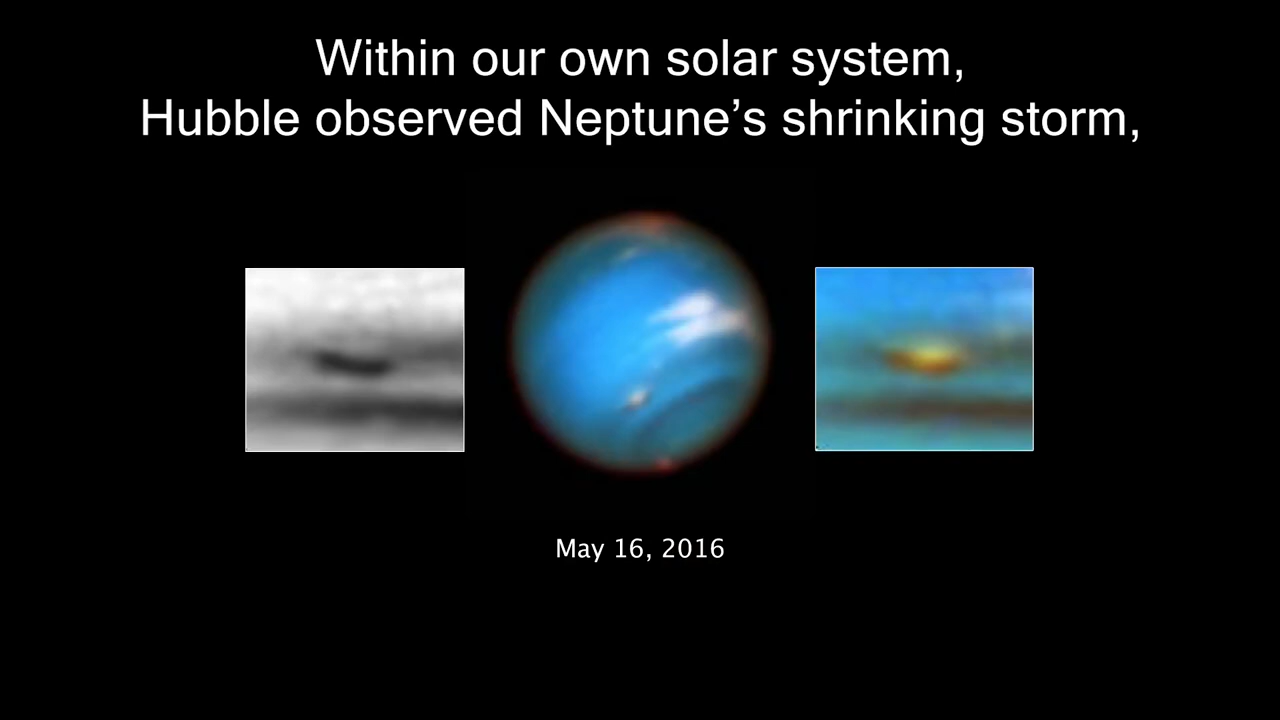 Within our own solar system,
Hubble observed Neptune’s shrinking storm,
May 16, 2016